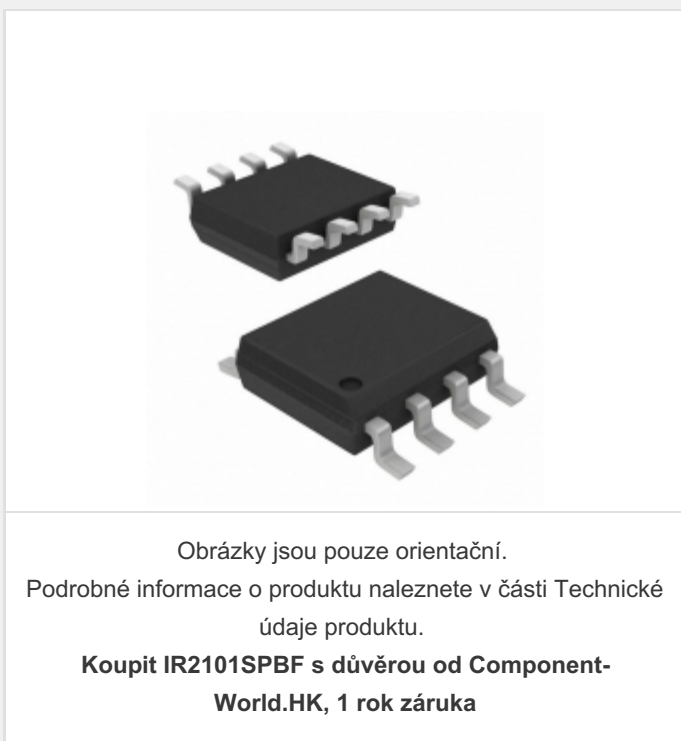 Obrázky jsou pouze orientační.
Podrobné informace o produktu naleznete v části Technické
údaje produktu.
Koupit IR2101SPBF s důvěrou od Component-
World.HK, 1 rok záruka